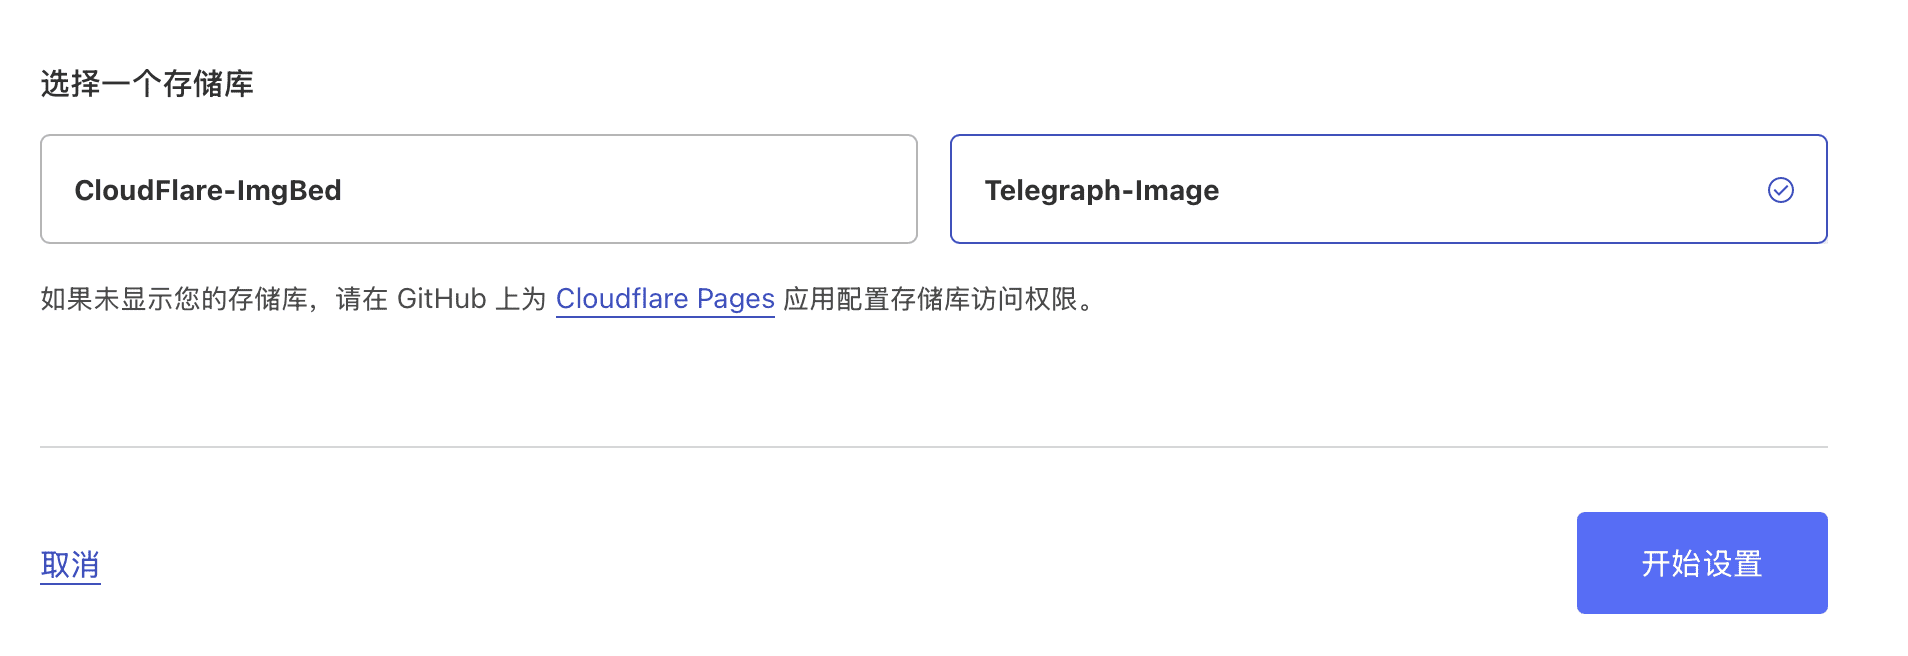 选择一个存储库
CloudFlare-ImgBed
Telegraph-Image
如果未显示您的存储库，请在 GitHub 上为 Cloudflare Pages 应用配置存储库访问权限。
取消
开始设置